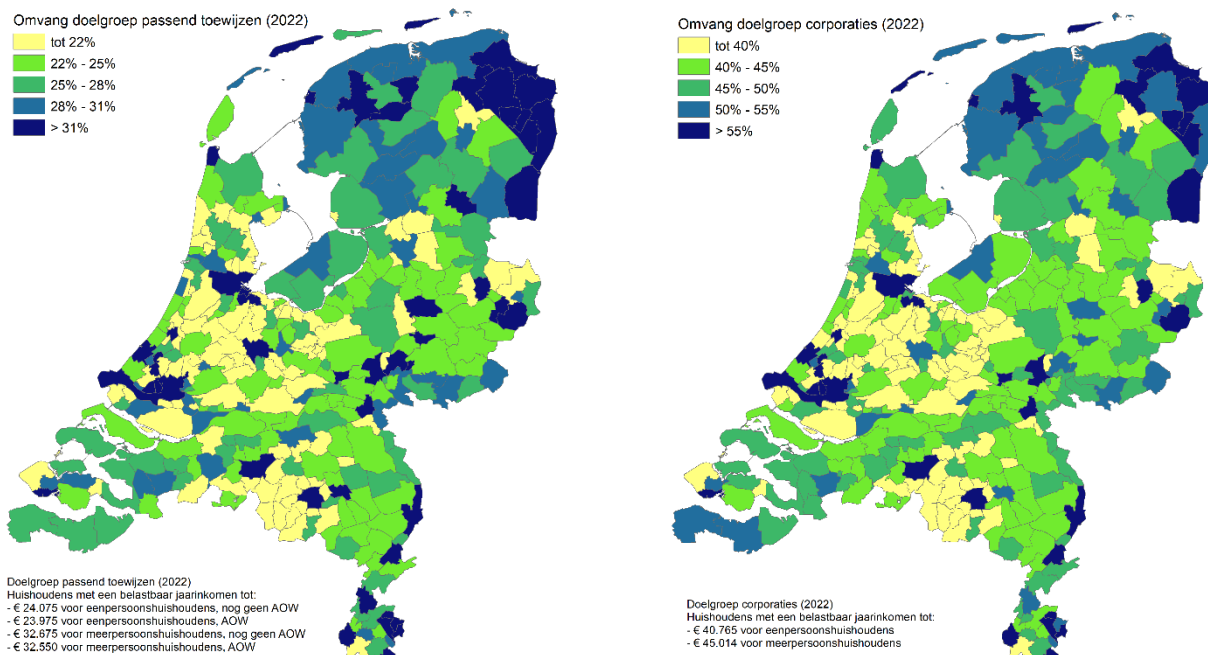 Omvang doelgroep passend toewijzen (2022)
tot 22%
22% - 25%
25% - 28%
28% - 31%
> 31%
Doelgroep passend toewijzen (2022)
Huishoudens met een belastbaar jaarinkomen tot:
- € 24.075 voor eenpersoonshuishoudens, nog geen AOW
- € 23.975 voor eenpersoonshuishoudens, AOW
- € 32.675 voor meerpersoonshuishoudens, nog geen AOW
- € 32.550 voor meerpersoonshuishoudens, AOW
Omvang doelgroep corporaties (2022)
tot 40%
40% - 45%
45% - 50%
50% - 55%
> 55%
Doelgroep corporaties (2022)
Huishoudens met een belastbaar jaarinkomen tot:
- € 40.765 voor eenpersoonshuishoudens
- € 45.014 voor meerpersoonshuishoudens